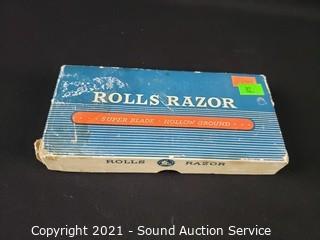 ROLLS RAZOR
SUPER BLADE - HOLLOW GROUND
ROLLS RAZOR
Copyright 2021 - Sound Auction Service